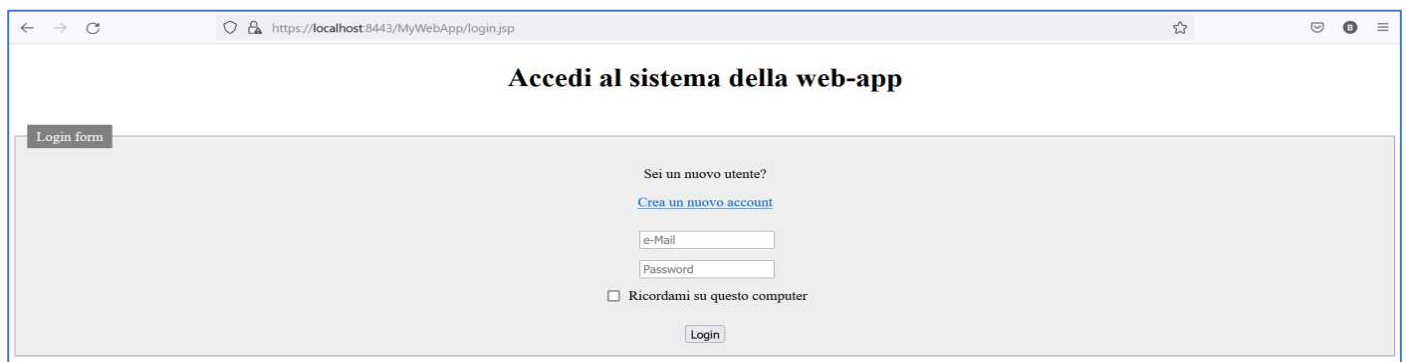 https://localhost:8443/MyWebApp/login.jsp
B
Accedi al sistema della web-app
Login form
Sei un nuovo utente?
Crea un nuovo account
e-Mail
Password
Ricordami su questo computer
Login